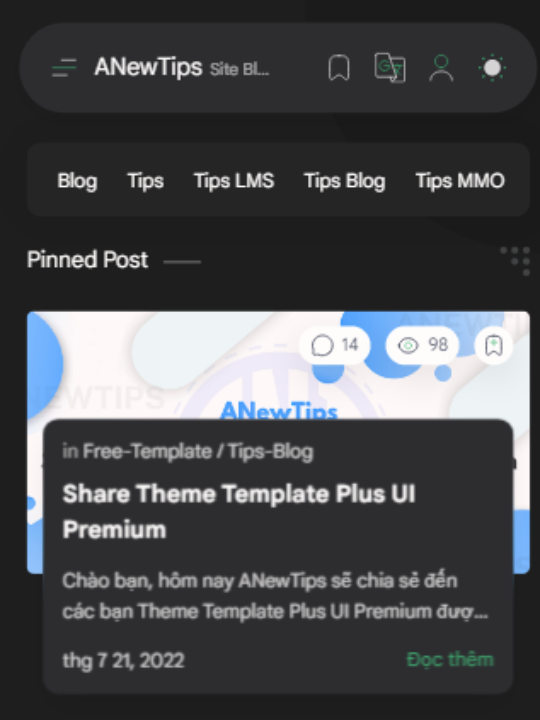 ANewTips Site Bl...
Blog Tips Tips LMS Tips Blog Tips MMO
Pinned Post
14 98
ANewTips
in Free-Template / Tips-Blog
Share Theme Template Plus UI
Premium
Chào bạn, hôm nay ANewTips sẽ chia sẻ đến
các bạn Theme Template Plus UI Premium đượ...
thg 7 21, 2022 Đọc thêm